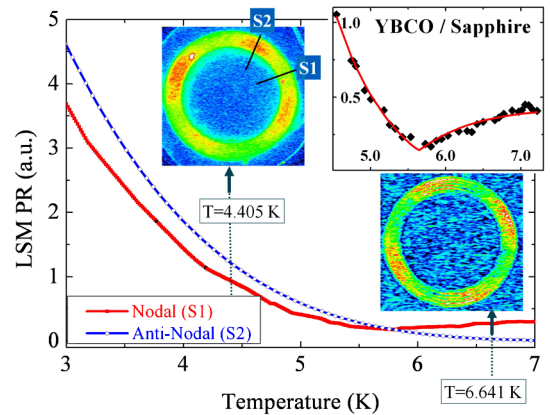 5
4
3
2
1
0
3
4
5
6
7
LSM PR (a.u.)
Temperature (K)
S2
S1
T=4.405 K
T=6.641 K
Nodal (S1)
Anti-Nodal (S2)
YBCO / Sapphire
1.0
0.5
5.0
6.0
7.0